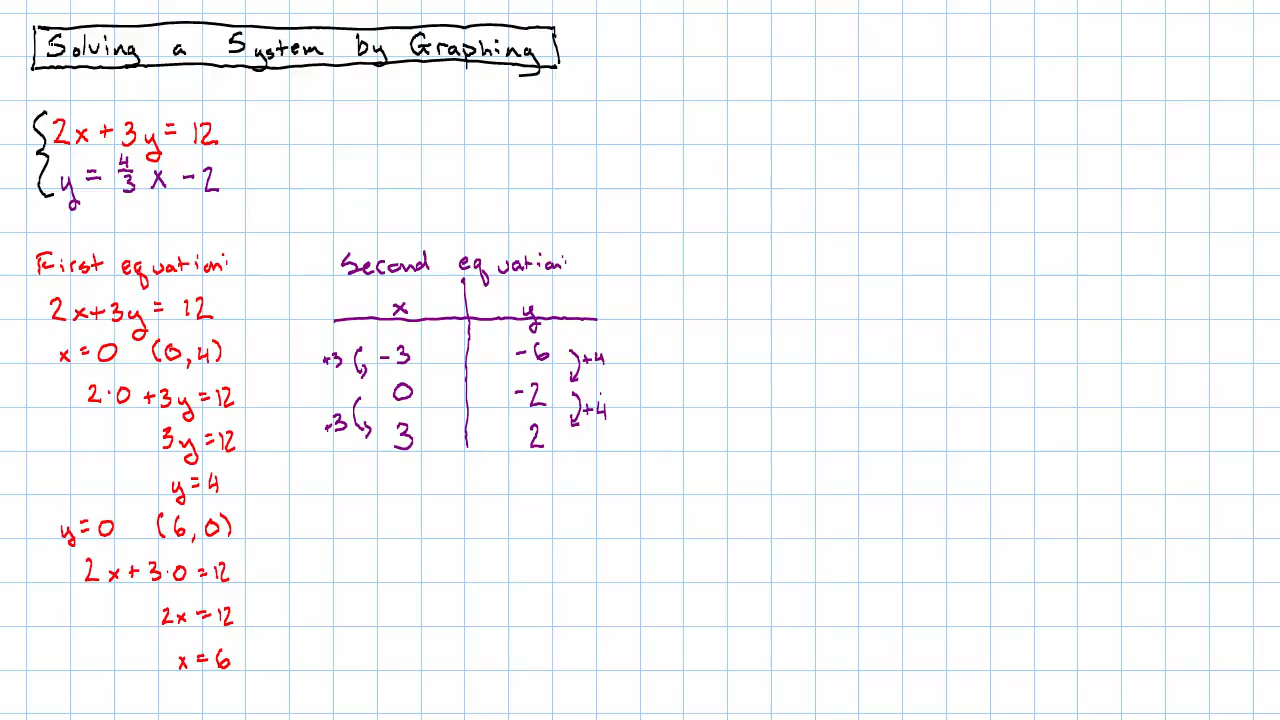 Solving a System by Graphing
2x + 3y = 12
y = 4/3 x - 2
First equation:
2x+3y = 12
x = 0 (0,4)
2·0 +3y=12
3y=12
y=4
y=0 (6,0)
2x+3·0=12
2x=12
x=6
Second equation:
x y
+3 -3 -6 +4
0 -2
+3 3 2 +4